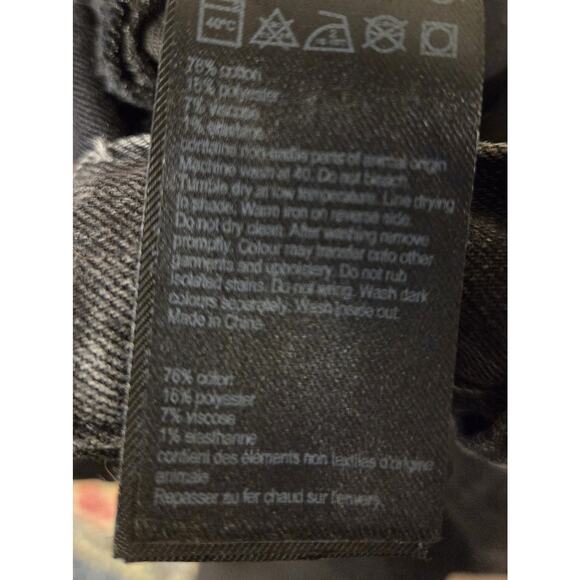 40°C
2
76% cotton
16% polyester
7% viscose
1% elastane
contains non-textile parts of animal origin
Machine wash at 40. Do not bleach.
Tumble dry at low temperature. Line drying
in shade. Warm iron on reverse side.
Do not dry clean. After washing remove
promptly. Colour may transfer onto other
garments and upholstery. Do not rub
isolated stains. Do not wring. Wash dark
colours separately. Wash inside out.
Made in China
76% coton
16% polyester
7% viscose
1% elasthanne
contient des éléments non textiles d'origine
animale
Repasser au fer chaud sur l'envers.